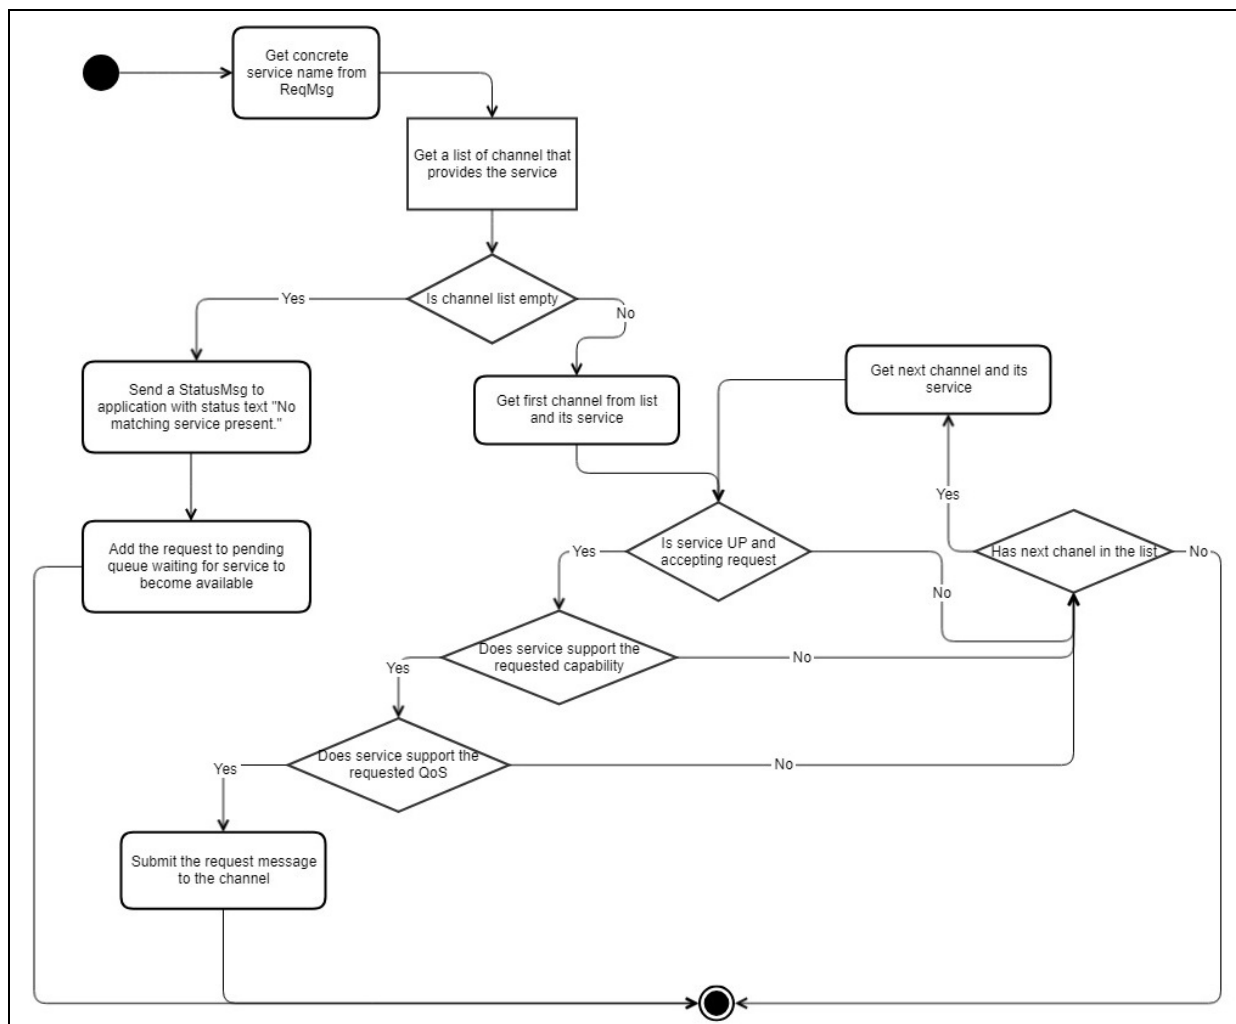 Get concrete
service name from
ReqMsg
Get a list of channel that
provides the service
Is channel list empty
Yes
No
Send a StatusMsg to
application with status text "No
matching service present."
Get first channel from list
and its service
Get next channel and its
service
Add the request to pending
queue waiting for service to
become available
Is service UP and
accepting request
Yes
No
Has next chanel in the list
Yes
No
Does service support the
requested capability
Yes
No
Does service support the
requested QoS
Yes
No
Submit the request message
to the channel